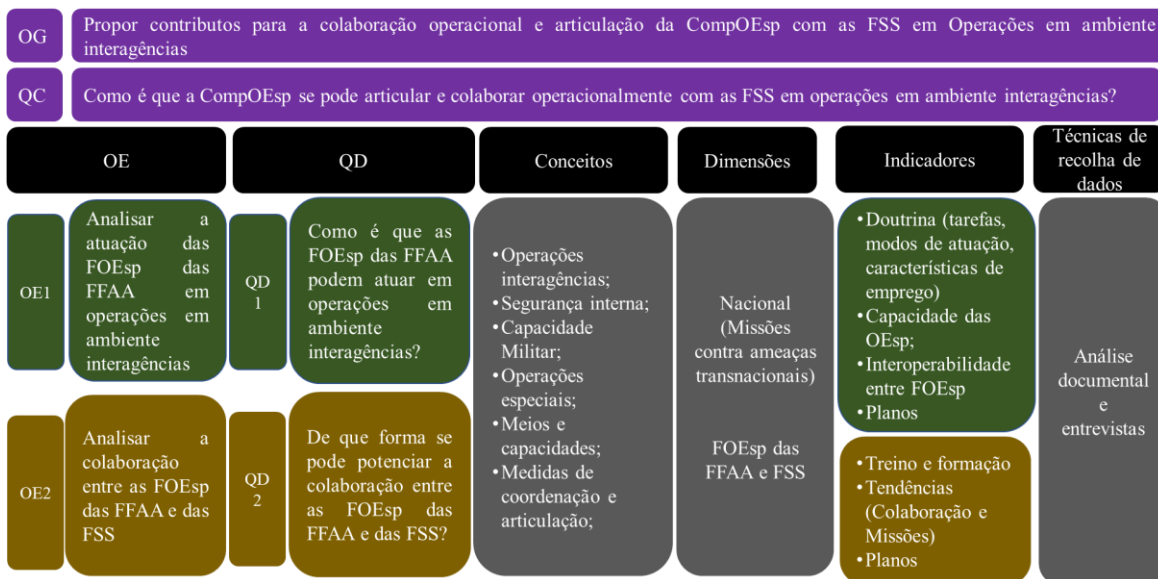 OG
Propor contributos para a colaboração operacional e articulação da CompOEsp com as FSS em Operações em ambiente
interagências
QC
Como é que a CompOEsp se pode articular e colaborar operacionalmente com as FSS em operações em ambiente interagências?
OE
QD
Conceitos
Dimensões
Indicadores
Técnicas de
recolha de
dados
OE1
Analisar a
atuação das
FOEsp das
FFAA em
operações em
ambiente
interagências
QD
1
Como é que as
FOEsp das FFAA
podem atuar em
operações em
ambiente
interagências?
OE2
Analisar a
colaboração
entre as FOEsp
das FFAA e das
FSS
QD
2
De que forma se
pode potenciar a
colaboração entre
as FOEsp das
FFAA e das FSS?
•Operações
interagências;
•Segurança interna;
•Capacidade
Militar;
•Operações
especiais;
•Meios e
capacidades;
•Medidas de
coordenação e
articulação;
Nacional
(Missões
contra ameaças
transnacionais)
FOEsp das
FFAA e FSS
•Doutrina (tarefas,
modos de atuação,
características de
emprego)
•Capacidade das
OEsp;
•Interoperabilidade
entre FOEsp
•Planos
•Treino e formação
•Tendências
(Colaboração e
Missões)
•Planos
Análise
documental
e
entrevistas